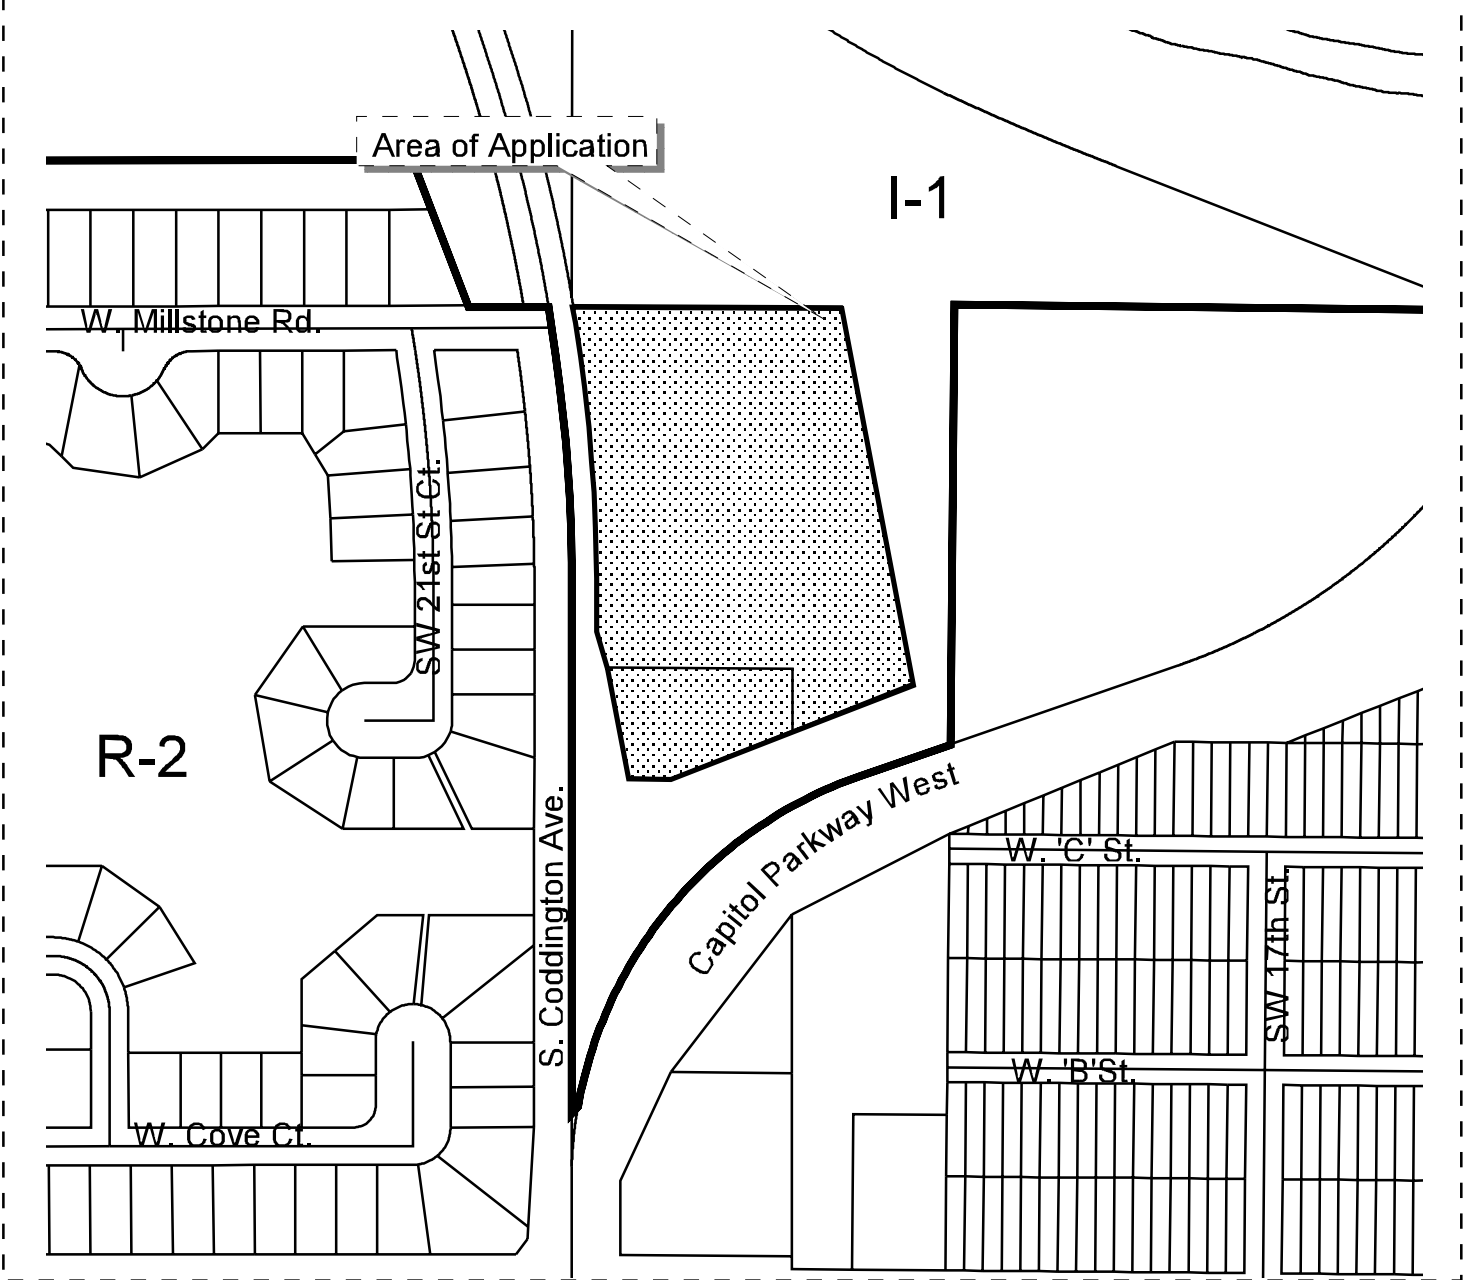 Area of Application
I-1
W. Millstone Rd.
SW 21st St Ct.
R-2
S. Coddington Ave.
Capitol Parkway West
W. 'C' St.
SW 17th St.
W. 'B'St.
W. Cove Ct.